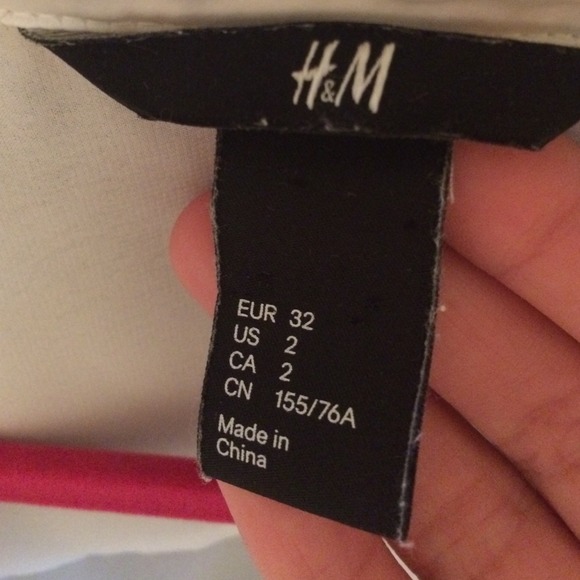 H&M
EUR 32
US 2
CA 2
CN 155/76A
Made in
China